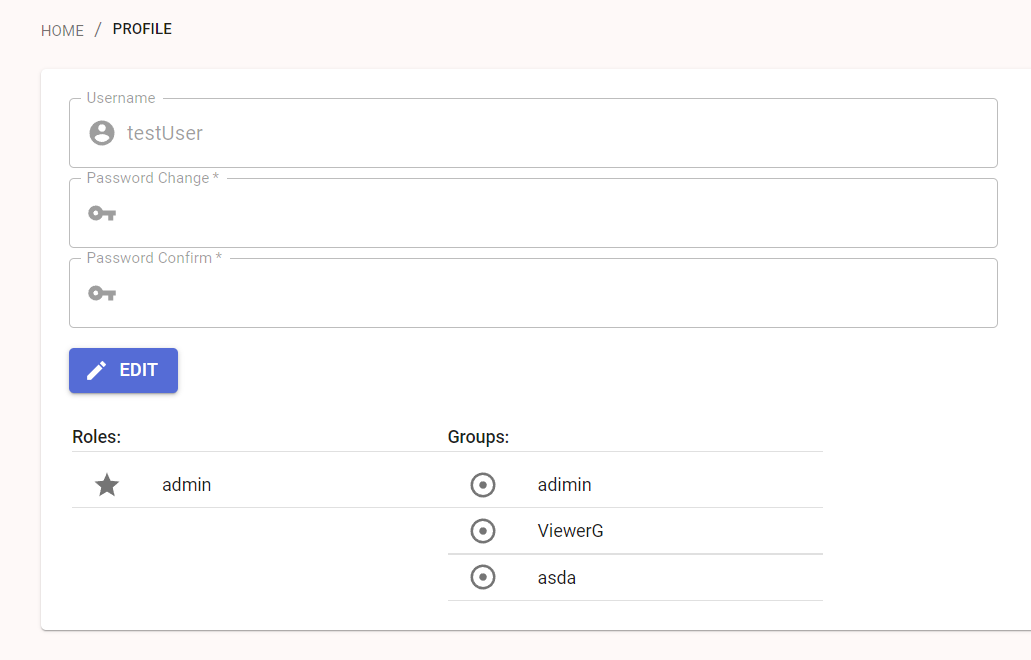 HOME / PROFILE
Username
testUser
Password Change *
Password Confirm *
EDIT
Roles: Groups:
admin adimin
ViewerG
asda